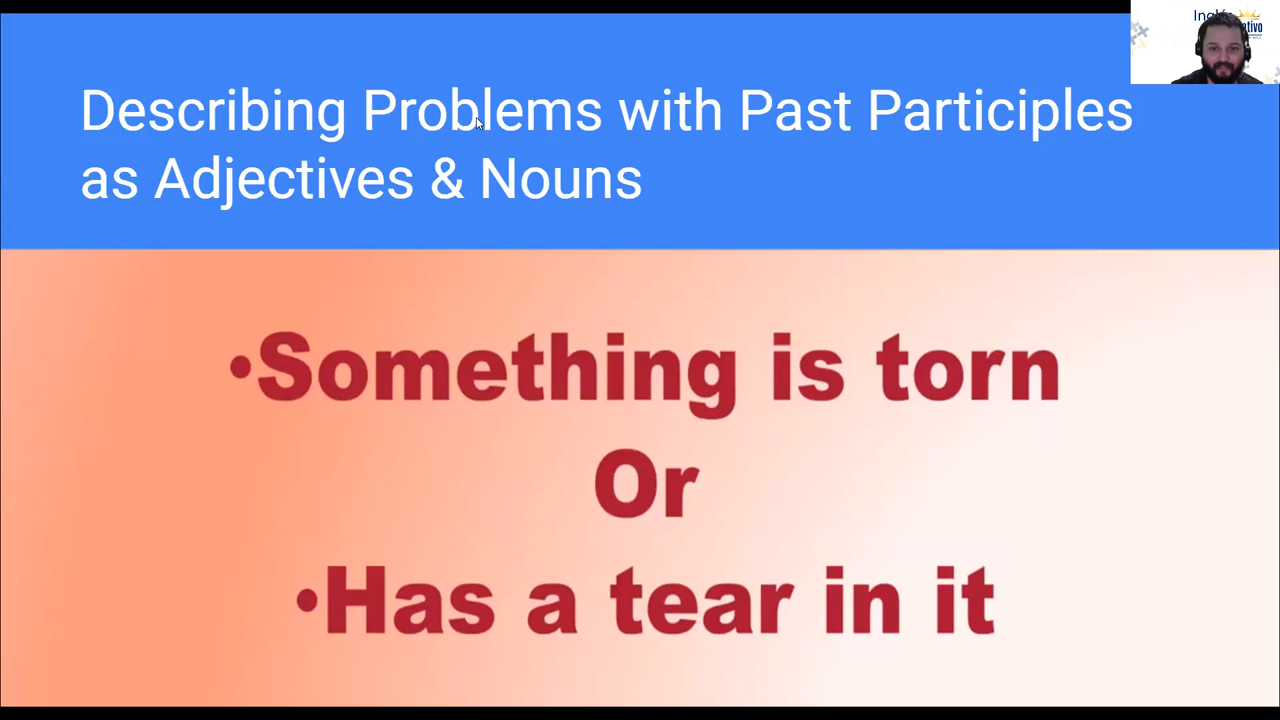 Describing Problems with Past Participles
as Adjectives & Nouns
•Something is torn
Or
•Has a tear in it